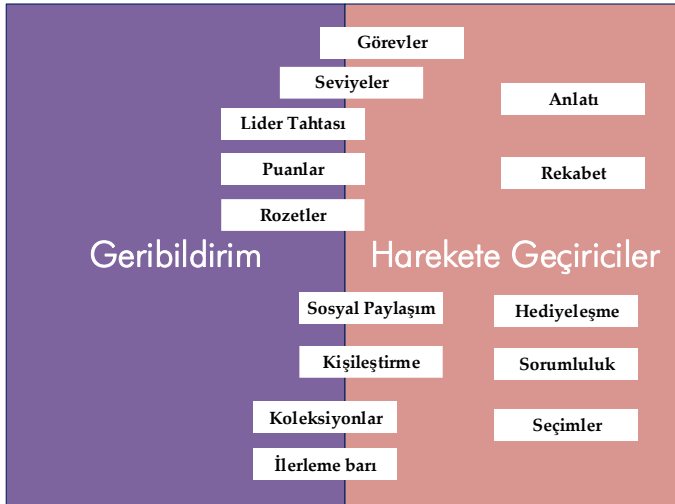 Görevler
Seviyeler
Anlatı
Lider Tahtası
Puanlar
Rekabet
Rozetler
Geribildirim
Harekete Geçiriciler
Sosyal Paylaşım
Hediyeleşme
Kişileştirme
Sorumluluk
Koleksiyonlar
Seçimler
İlerleme barı